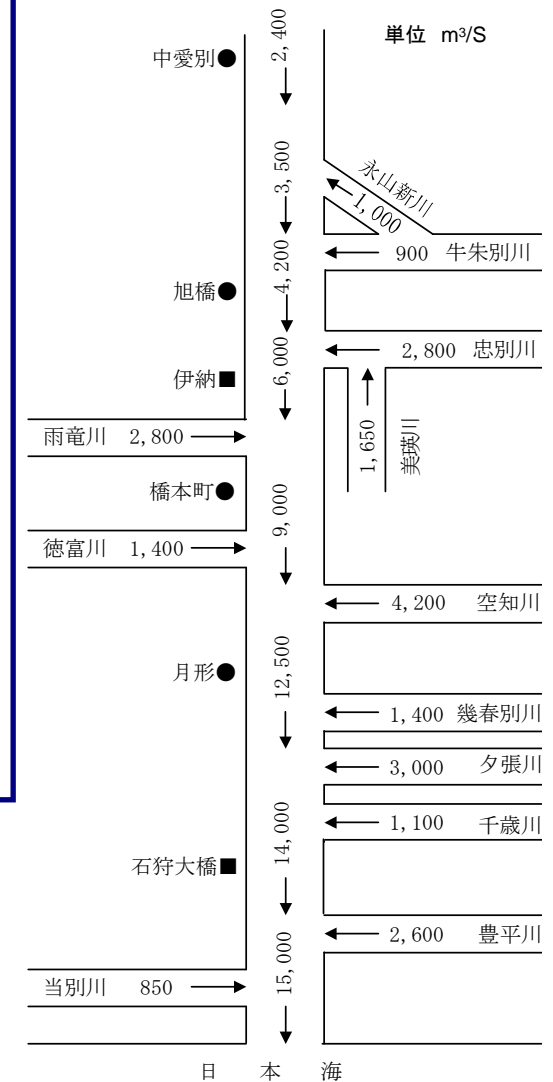 単位 m³/S
中愛別●
2,400
3,500
永山新川
1,000
900 牛朱別川
4,200
旭橋●
2,800 忠別川
6,000
伊納■
1,650
美瑛川
雨竜川 2,800
橋本町●
9,000
徳富川 1,400
4,200 空知川
12,500
月形●
1,400 幾春別川
3,000 夕張川
1,100 千歳川
14,000
石狩大橋■
2,600 豊平川
15,000
当別川 850
日本海